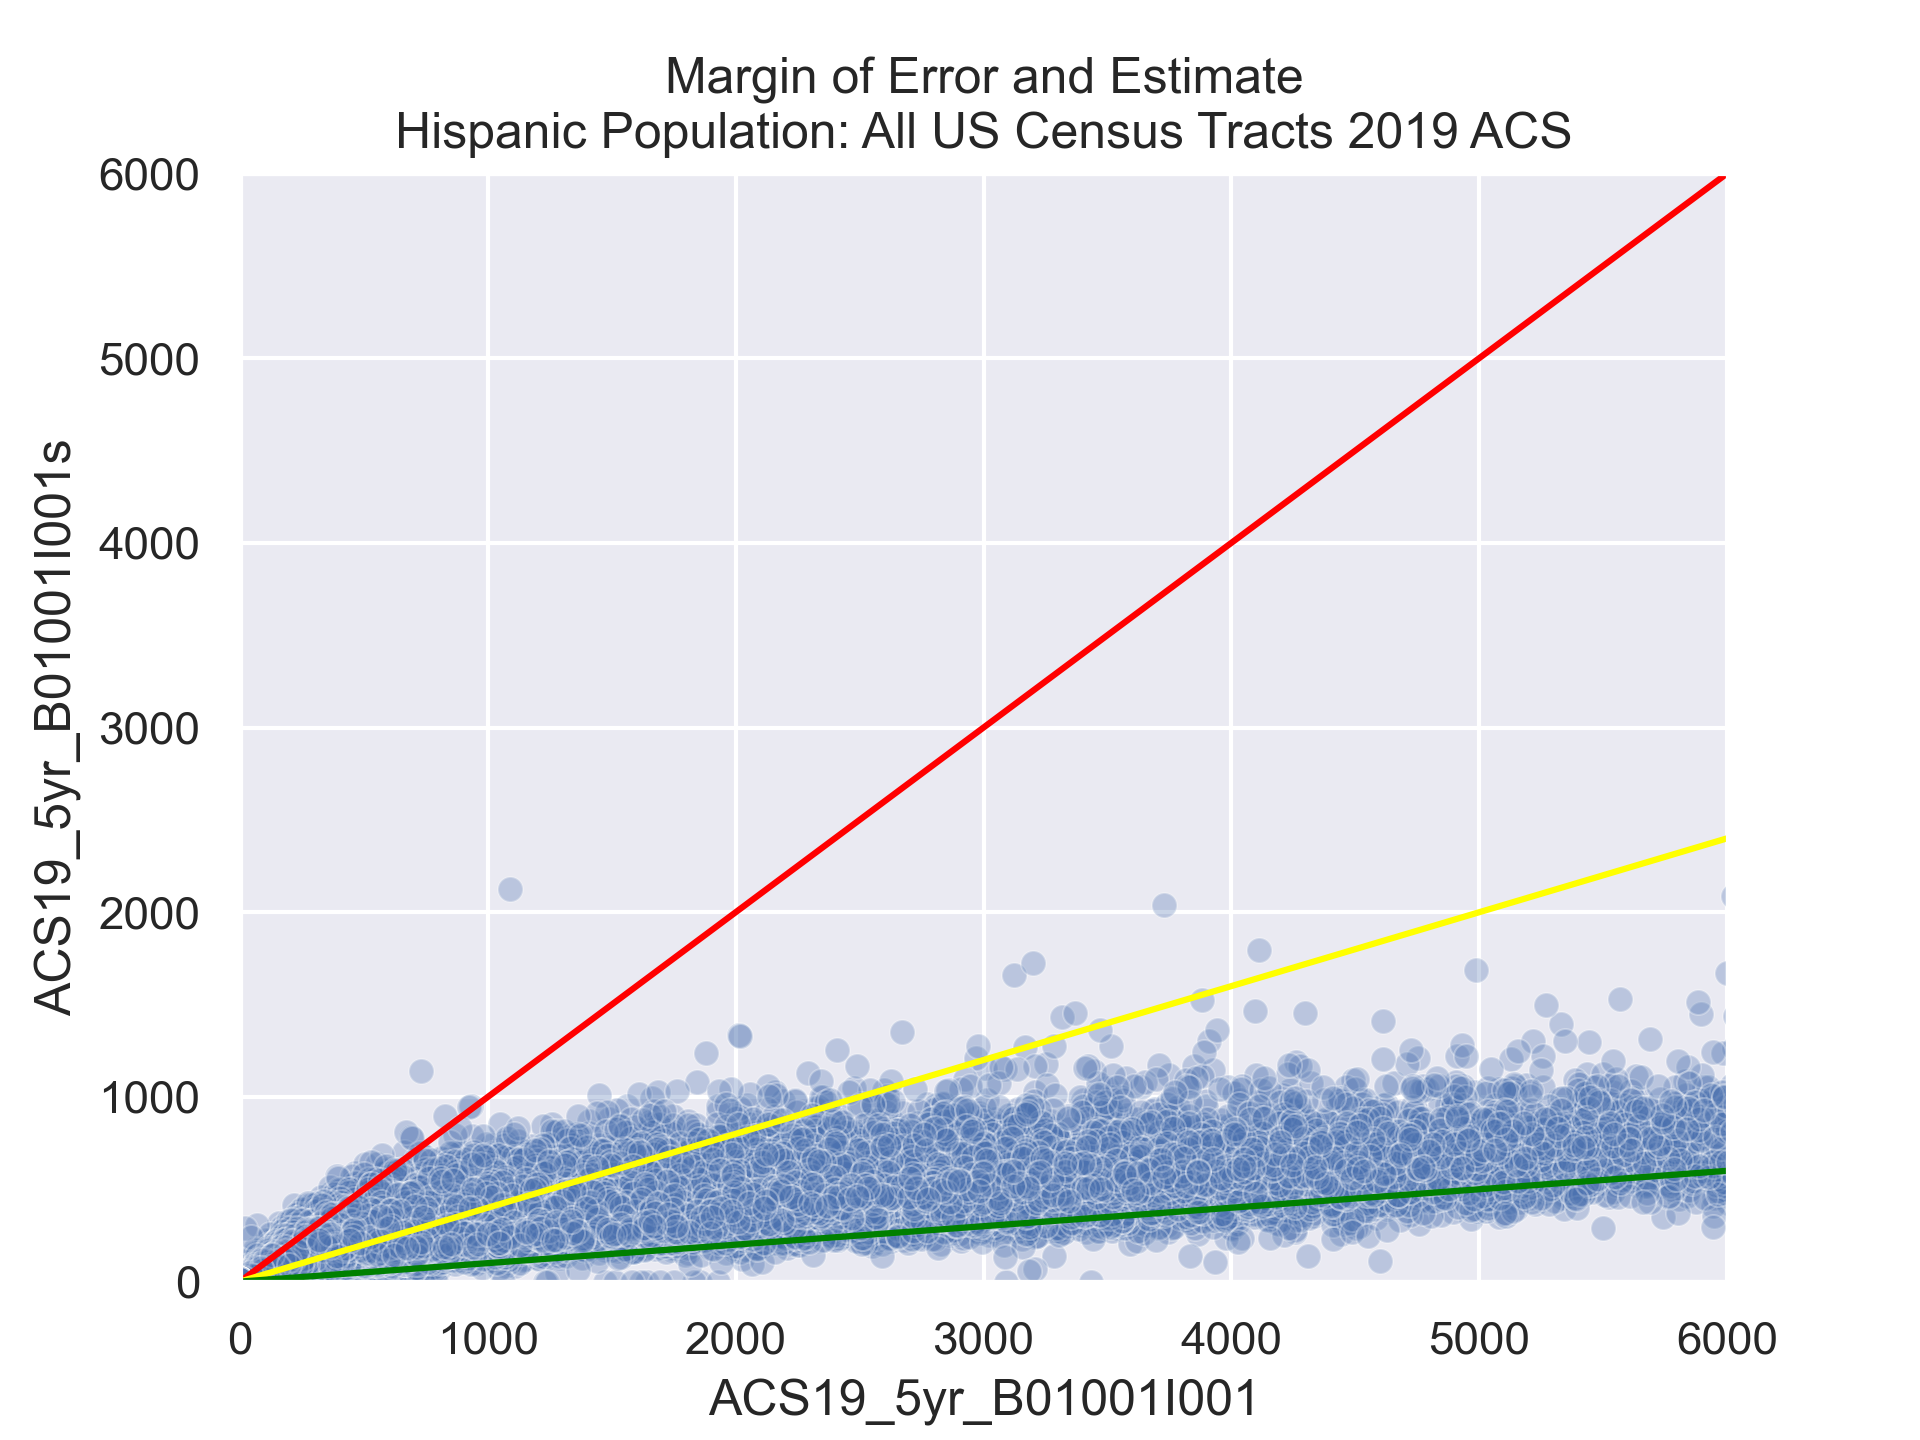 Margin of Error and Estimate
Hispanic Population: All US Census Tracts 2019 ACS
6000
5000
4000
3000
2000
1000
0
ACS19_5yr_B01001I001s
0 1000 2000 3000 4000 5000 6000
ACS19_5yr_B01001I001